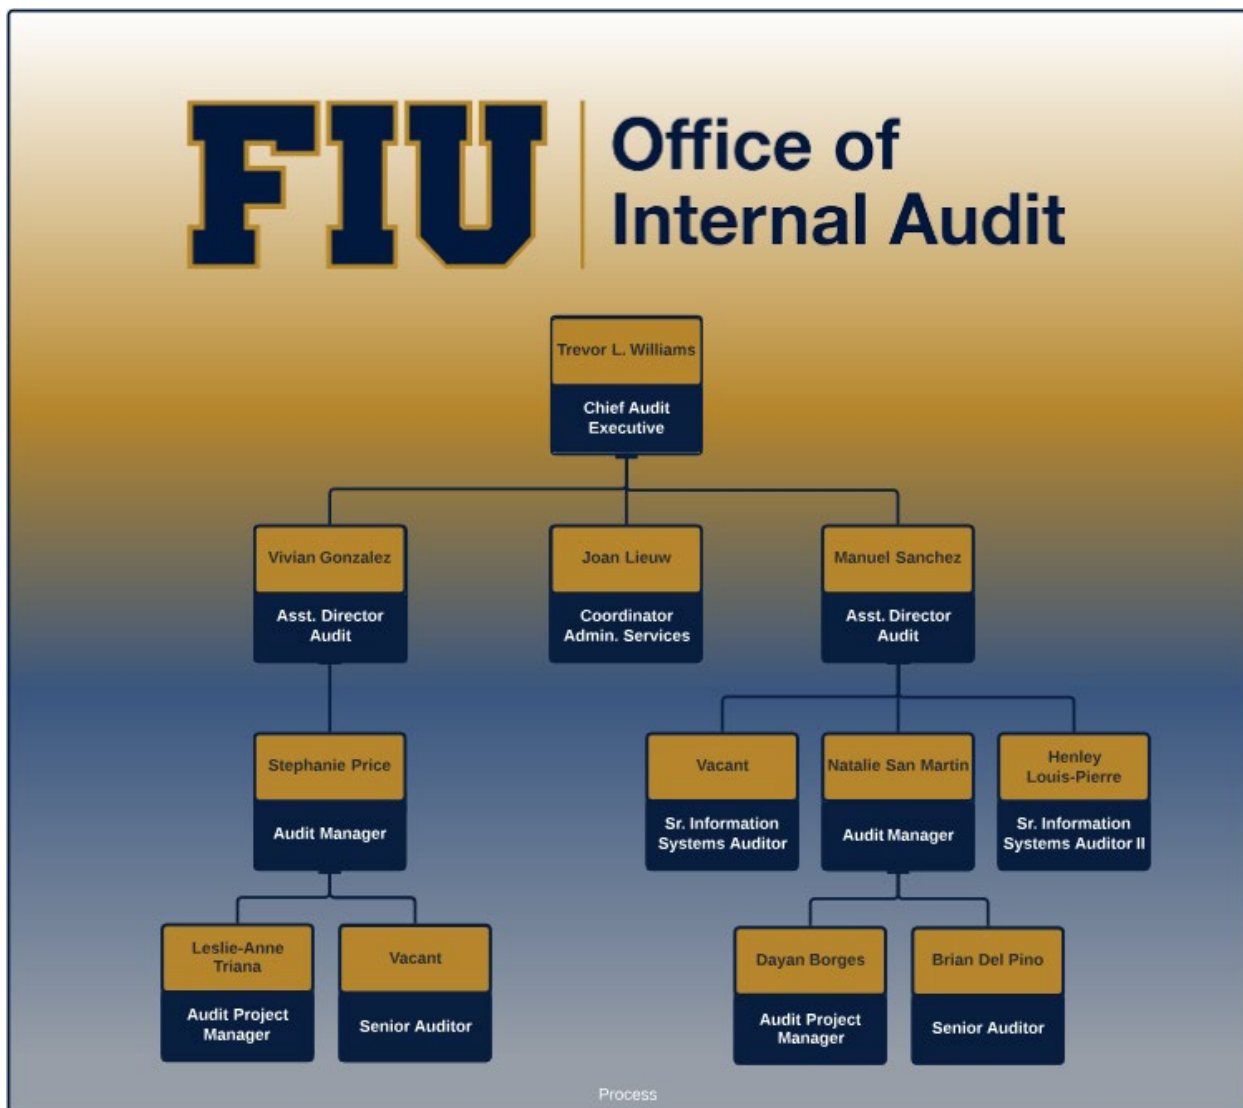 FIU
Office of
Internal Audit
Trevor L. Williams
Chief Audit
Executive
Vivian Gonzalez
Asst. Director
Audit
Joan Lieuw
Coordinator
Admin. Services
Manuel Sanchez
Asst. Director
Audit
Stephanie Price
Audit Manager
Vacant
Sr. Information
Systems Auditor
Natalie San Martin
Audit Manager
Henley
Louis-Pierre
Sr. Information
Systems Auditor II
Leslie-Anne
Triana
Audit Project
Manager
Vacant
Senior Auditor
Dayan Borges
Audit Project
Manager
Brian Del Pino
Senior Auditor
Process